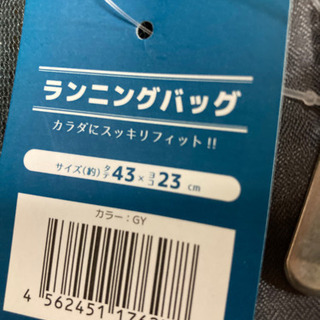 ランニングバッグ
カラダにスッキリフィット!!
サイズ(約)タテ43×ヨコ23cm
カラー：GY
4 562451